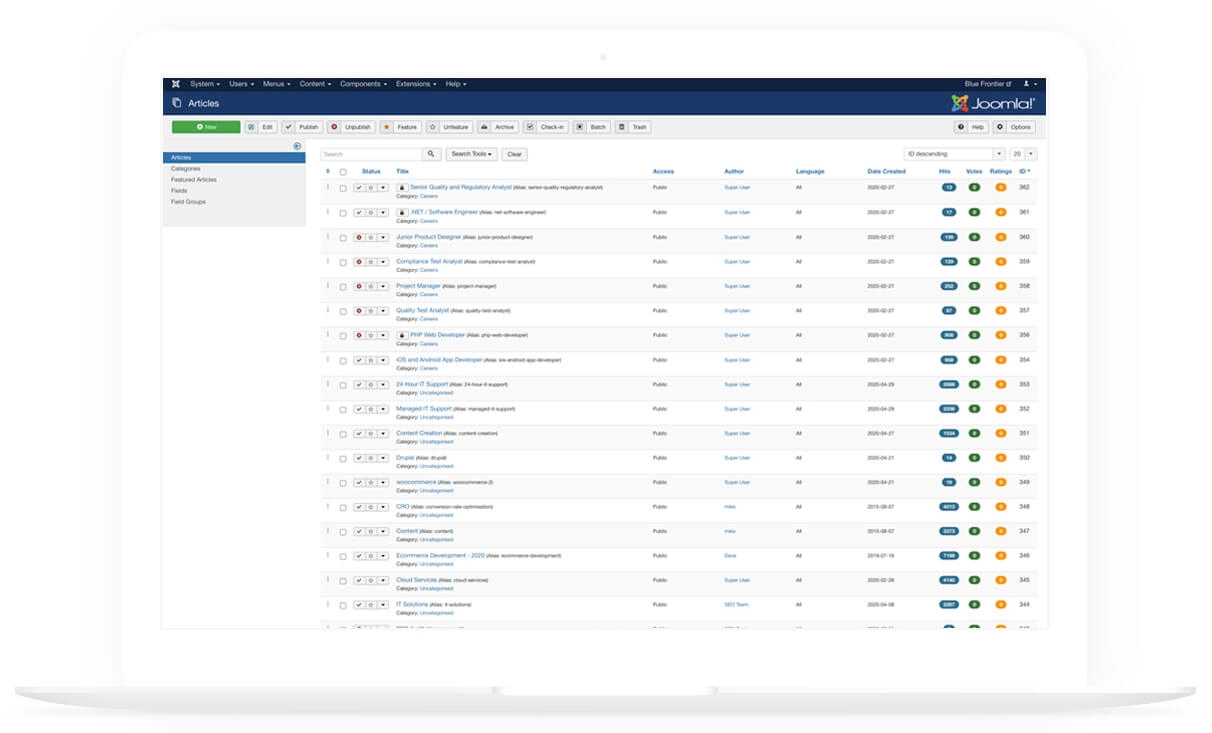 System Users Menus Content Components Extensions Help Blue Frontier
Articles Joomla!®
New Edit Publish Unpublish Feature Unfeature Archive Check-in Batch Trash Help Options
Search Search Tools Clear ID descending 20
Articles
Categories
Featured Articles
Fields
Field Groups
Status Title Access Author Language Date Created Hits Votes Ratings ID
Senior Quality and Regulatory Analyst (Alias: senior-quality-regulatory-analyst) Public Super User All 2020-02-27 19 0 0 362
Category: Careers
.NET / Software Engineer (Alias: net-software-engineer) Public Super User All 2020-02-27 17 0 0 361
Category: Careers
Junior Product Designer (Alias: junior-product-designer) Public Super User All 2020-02-27 0 0 360
Category: Careers
Compliance Test Analyst (Alias: compliance-test-analyst) Public Super User All 2020-02-27 129 0 0 359
Category: Careers
Project Manager (Alias: project-manager) Public Super User All 2020-02-27 252 0 0 358
Category: Careers
Quality Test Analyst (Alias: quality-test-analyst) Public Super User All 2020-02-27 87 0 0 357
Category: Careers
PHP Web Developer (Alias: php-web-developer) Public Super User All 2020-02-27 0 0 356
Category: Careers
iOS and Android App Developer (Alias: ios-android-app-developer) Public Super User All 2020-02-27 0 0 354
Category: Careers
24 Hour IT Support (Alias: 24-hour-it-support) Public Super User All 2020-04-29 0 0 353
Category: Uncategorised
Managed IT Support (Alias: managed-it-support) Public Super User All 2020-04-29 0 0 352
Category: Uncategorised
Content Creation (Alias: content-creation) Public Super User All 2020-04-27 0 0 351
Category: Uncategorised
Drupal (Alias: drupal) Public Super User All 2020-04-21 14 0 0 350
Category: Uncategorised
woocommerce (Alias: woocommerce-2) Public Super User All 2020-04-21 0 0 349
Category: Uncategorised
CRO (Alias: conversion-rate-optimisation) Public mike All 2015-08-07 4013 0 0 348
Category: Uncategorised
Content (Alias: content) Public mike All 2015-08-07 0 0 347
Category: Uncategorised
Ecommerce Development - 2020 (Alias: ecommerce-development) Public Dave All 2019-07-16 0 0 346
Category: Uncategorised
Cloud Services (Alias: cloud-services) Public Super User All 2020-02-26 4140 0 0 345
Category: Uncategorised
IT Solutions (Alias: it-solutions) Public SEO Team All 2020-04-08 0 0 344
Category: Uncategorised